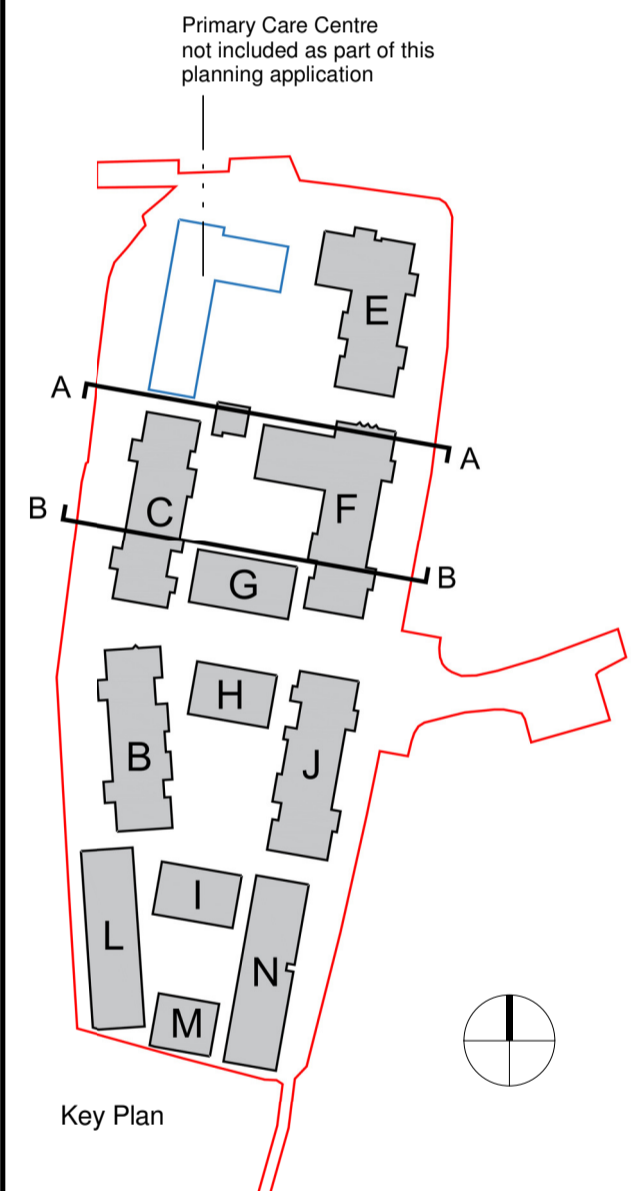 Primary Care Centre
not included as part of this
planning application
E
A
A
C
F
B
B
G
H
B
J
I
L
N
M
Key Plan